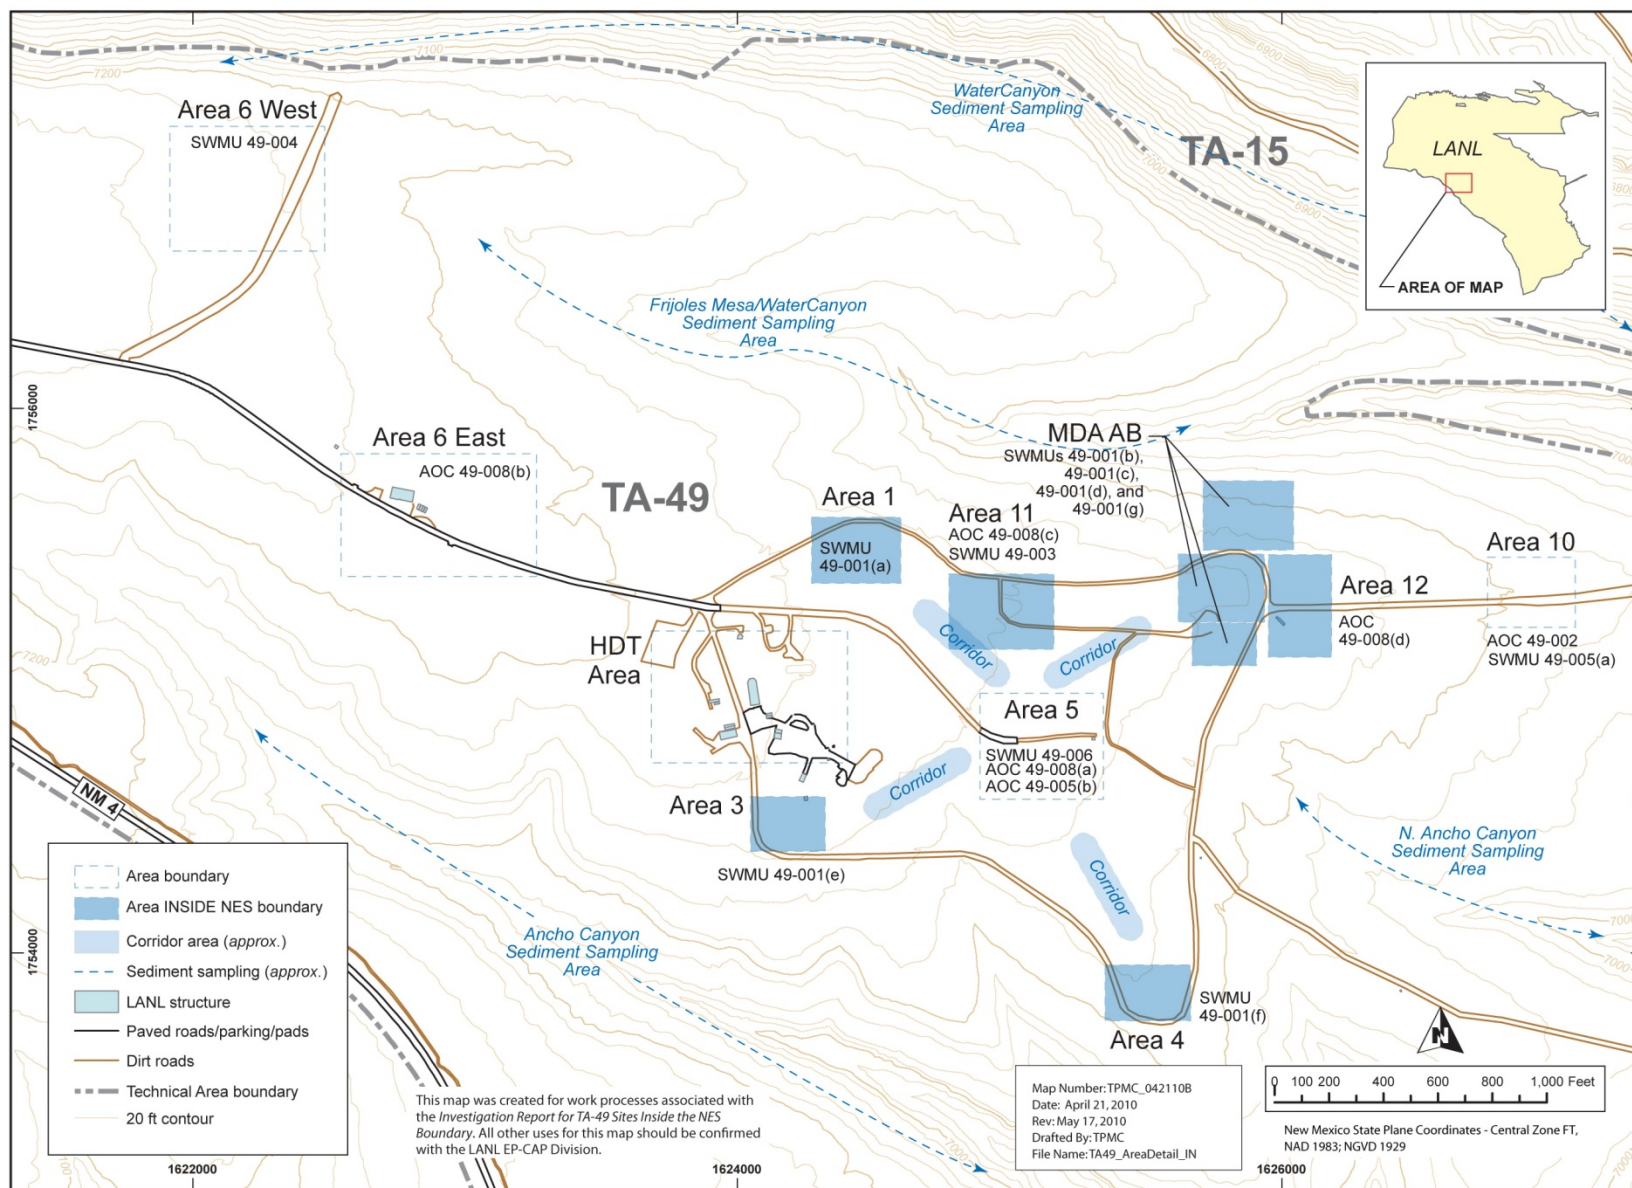 7100
7200
6900
6800
Area 6 West
SWMU 49-004
WaterCanyon
Sediment Sampling
Area
TA-15
7000
6900
6800
LANL
AREA OF MAP
Frijoles Mesa/WaterCanyon
Sediment Sampling
Area
1756000
Area 6 East
AOC 49-008(b)
TA-49
MDA AB
SWMUs 49-001(b),
49-001(c),
49-001(d), and
49-001(g)
7000
Area 1
SWMU
49-001(a)
Area 11
AOC 49-008(c)
SWMU 49-003
Area 10
AOC 49-002
SWMU 49-005(a)
Area 12
AOC
49-008(d)
7200
HDT
Area
Corridor
Corridor
Area 5
SWMU 49-006
AOC 49-008(a)
AOC 49-005(b)
Corridor
NM 4
Area 3
SWMU 49-001(e)
Corridor
N. Ancho Canyon
Sediment Sampling
Area
7000
7000
Ancho Canyon
Sediment Sampling
Area
1754000
SWMU
49-001(f)
Area 4
N
Area boundary
Area INSIDE NES boundary
Corridor area (approx.)
Sediment sampling (approx.)
LANL structure
Paved roads/parking/pads
Dirt roads
Technical Area boundary
20 ft contour
This map was created for work processes associated with
the Investigation Report for TA-49 Sites Inside the NES
Boundary. All other uses for this map should be confirmed
with the LANL EP-CAP Division.
Map Number: TPMC_042110B
Date: April 21, 2010
Rev: May 17, 2010
Drafted By: TPMC
File Name: TA49_AreaDetail_IN
0 100 200 400 600 800 1,000 Feet
New Mexico State Plane Coordinates - Central Zone FT,
NAD 1983; NGVD 1929
7100
7000
1622000
1624000
1626000